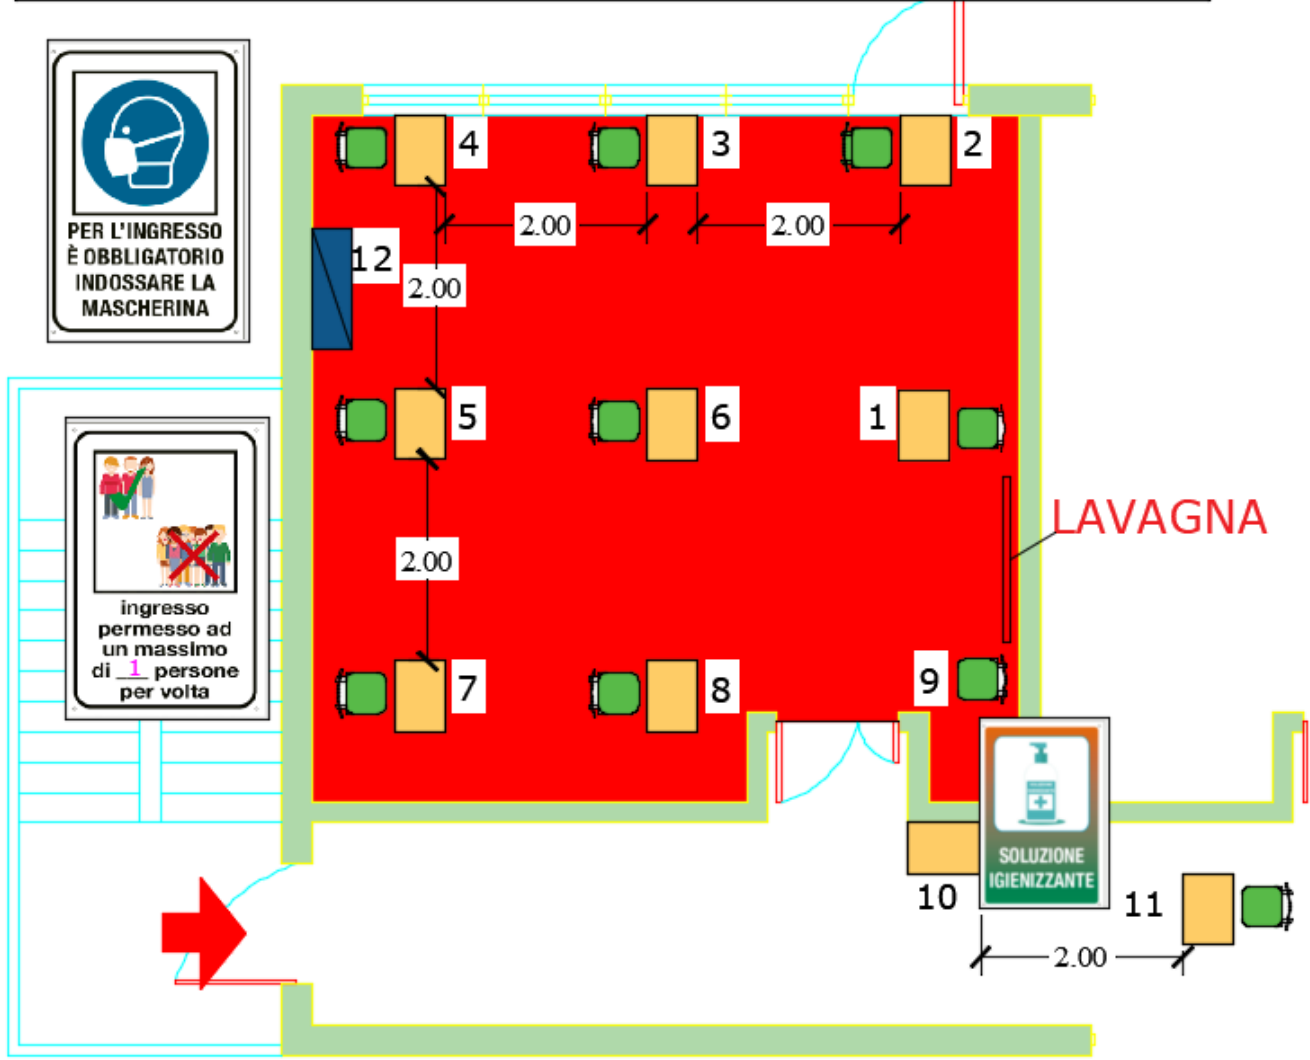 PER L'INGRESSO
È OBBLIGATORIO
INDOSSARE LA
MASCHERINA
4
3
2
2.00
2.00
12
2.00
5
6
1
2.00
LAVAGNA
ingresso
permesso ad
un massimo
di 1 persone
per volta
7
8
9
SOLUZIONE
IGIENIZZANTE
10
11
2.00